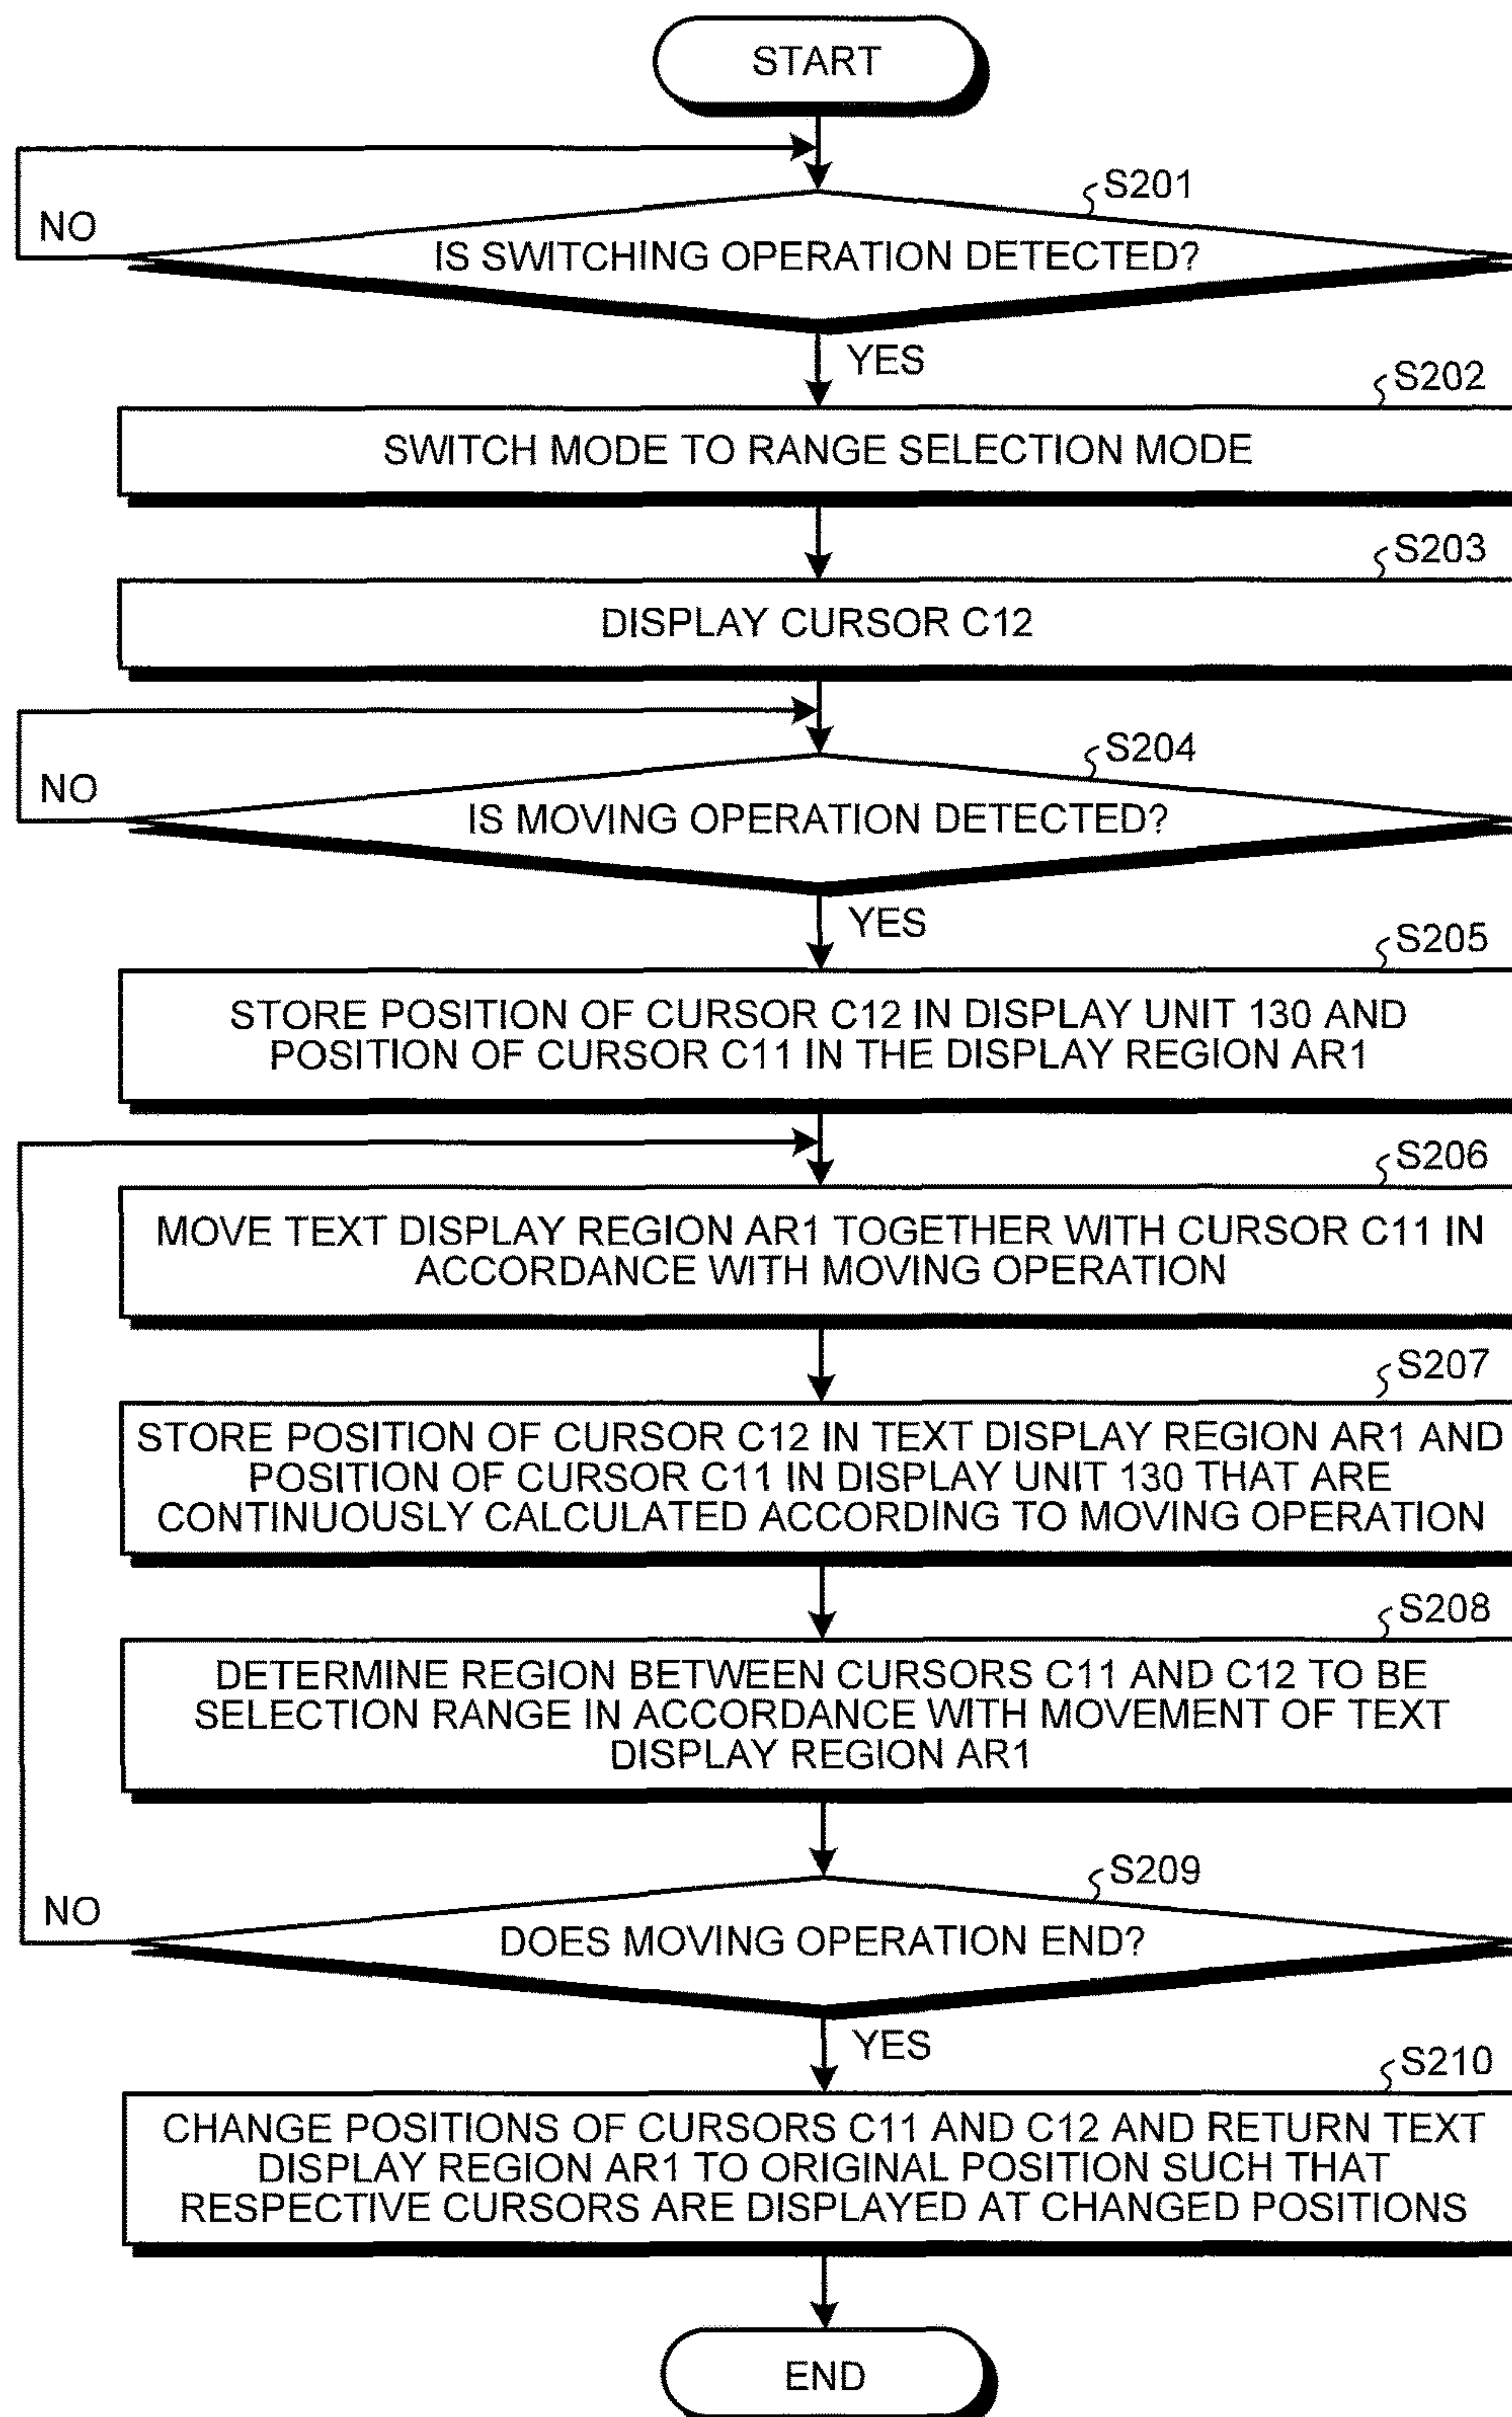 START
S201
NO
IS SWITCHING OPERATION DETECTED?
YES
S202
SWITCH MODE TO RANGE SELECTION MODE
S203
DISPLAY CURSOR C12
S204
NO
IS MOVING OPERATION DETECTED?
YES
S205
STORE POSITION OF CURSOR C12 IN DISPLAY UNIT 130 AND
POSITION OF CURSOR C11 IN THE DISPLAY REGION AR1
S206
MOVE TEXT DISPLAY REGION AR1 TOGETHER WITH CURSOR C11 IN
ACCORDANCE WITH MOVING OPERATION
S207
STORE POSITION OF CURSOR C12 IN TEXT DISPLAY REGION AR1 AND
POSITION OF CURSOR C11 IN DISPLAY UNIT 130 THAT ARE
CONTINUOUSLY CALCULATED ACCORDING TO MOVING OPERATION
S208
DETERMINE REGION BETWEEN CURSORS C11 AND C12 TO BE
SELECTION RANGE IN ACCORDANCE WITH MOVEMENT OF TEXT
DISPLAY REGION AR1
S209
NO
DOES MOVING OPERATION END?
YES
S210
CHANGE POSITIONS OF CURSORS C11 AND C12 AND RETURN TEXT
DISPLAY REGION AR1 TO ORIGINAL POSITION SUCH THAT
RESPECTIVE CURSORS ARE DISPLAYED AT CHANGED POSITIONS
END